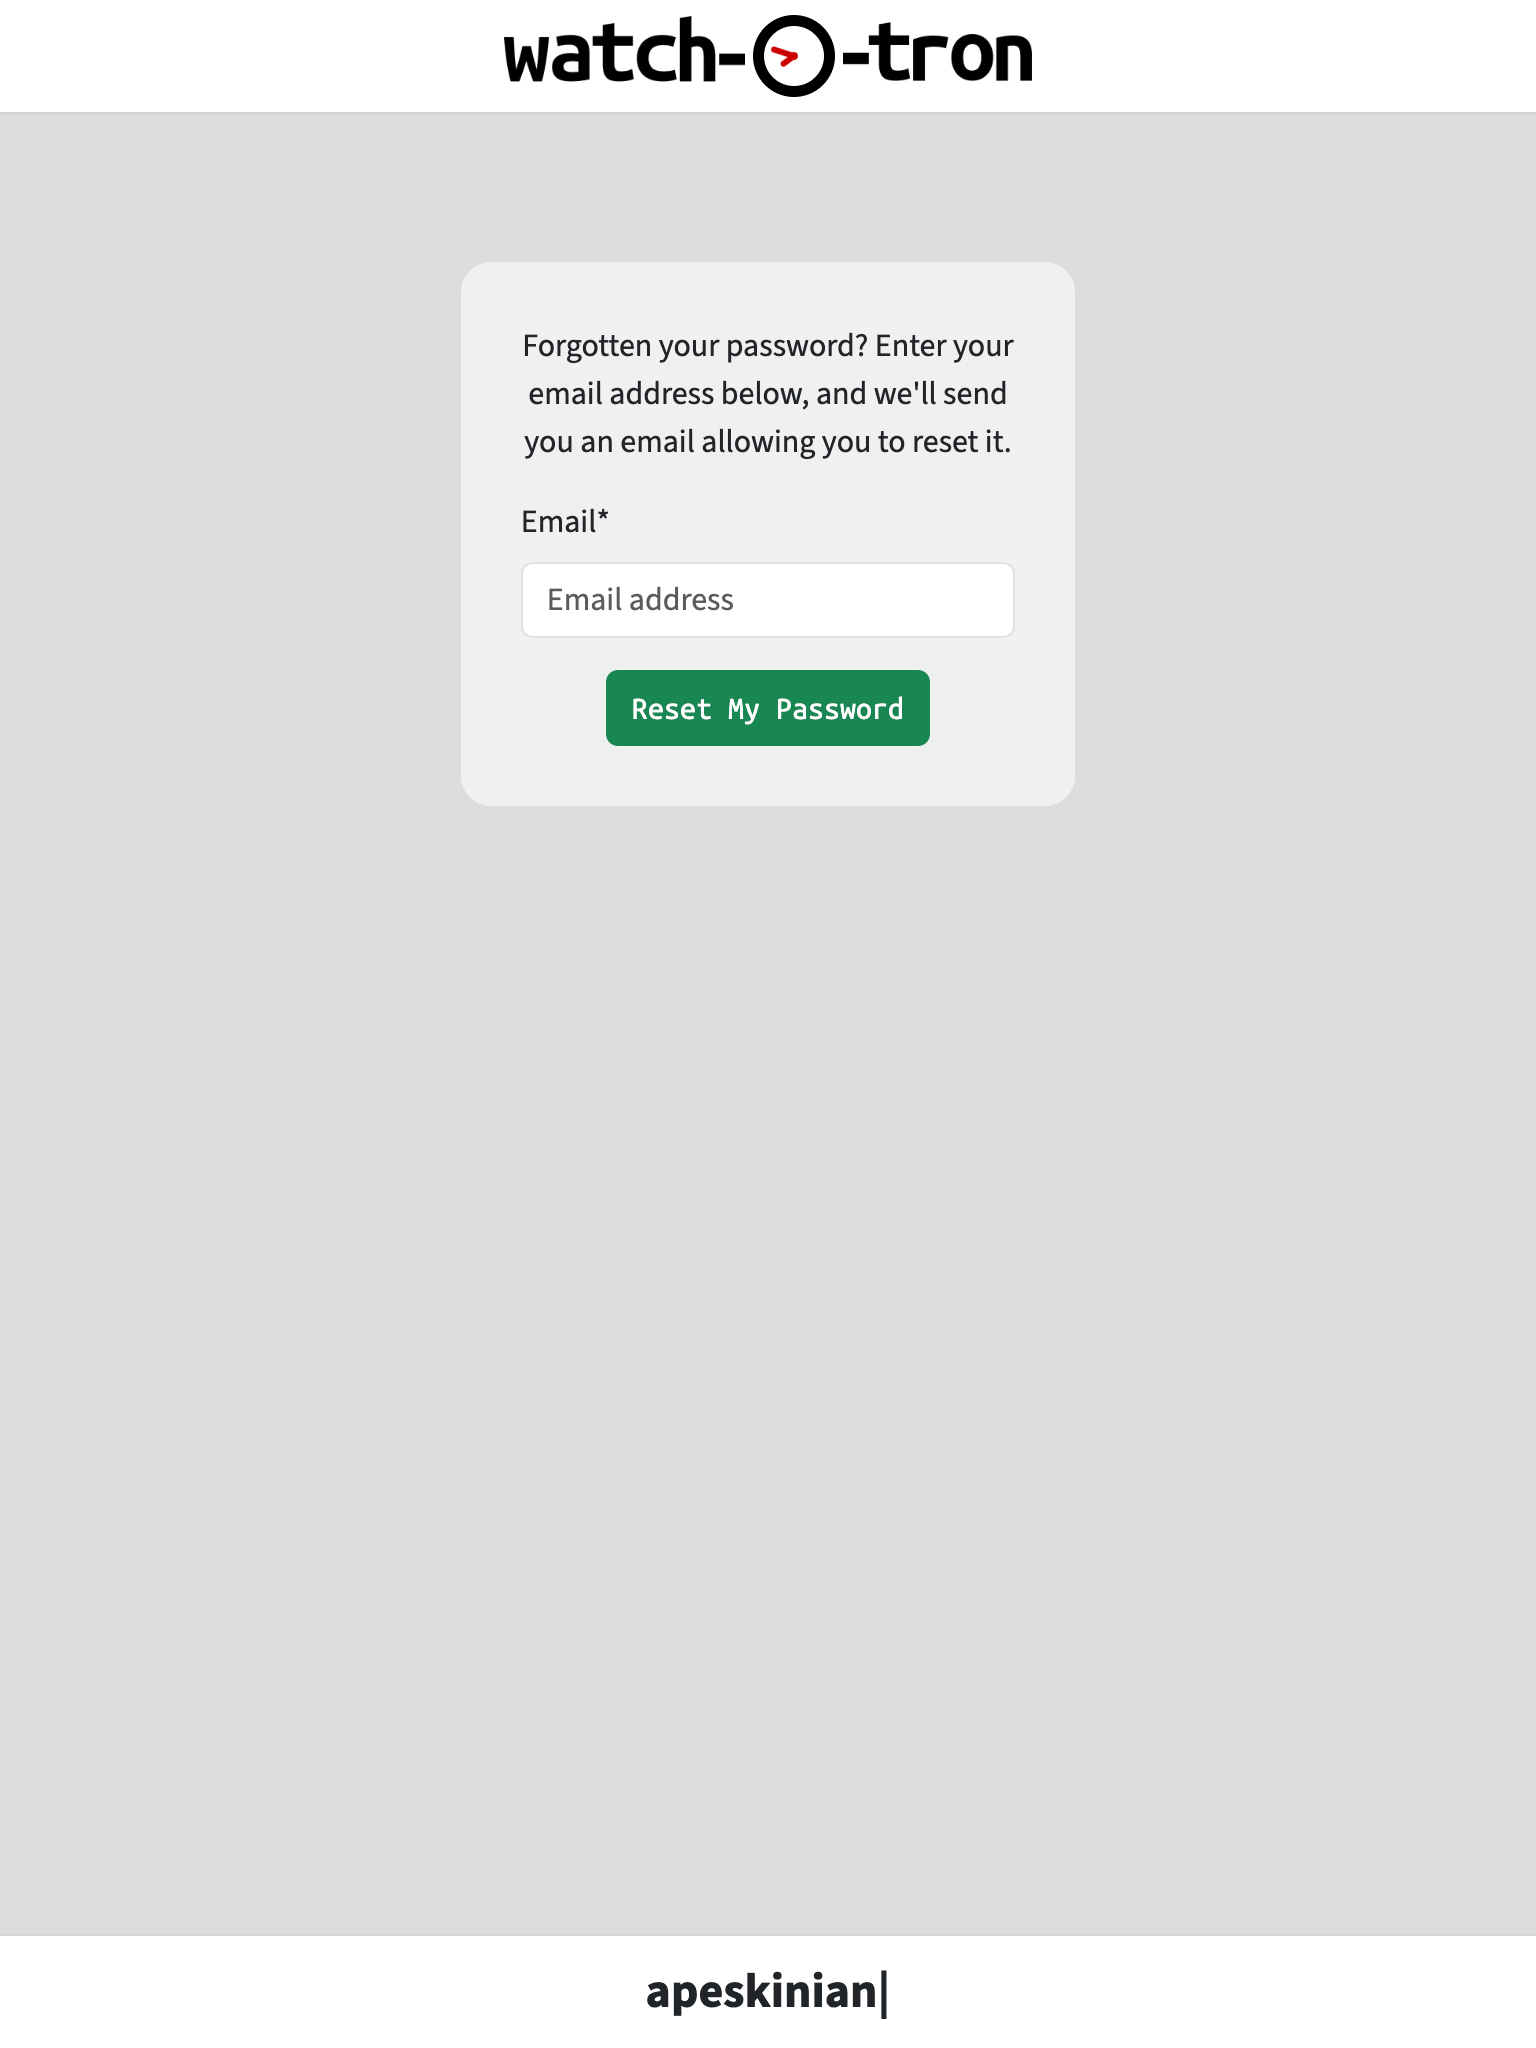 watch-O-tron
Forgotten your password? Enter your
email address below, and we'll send
you an email allowing you to reset it.
Email*
Email address
Reset My Password
apeskinian|